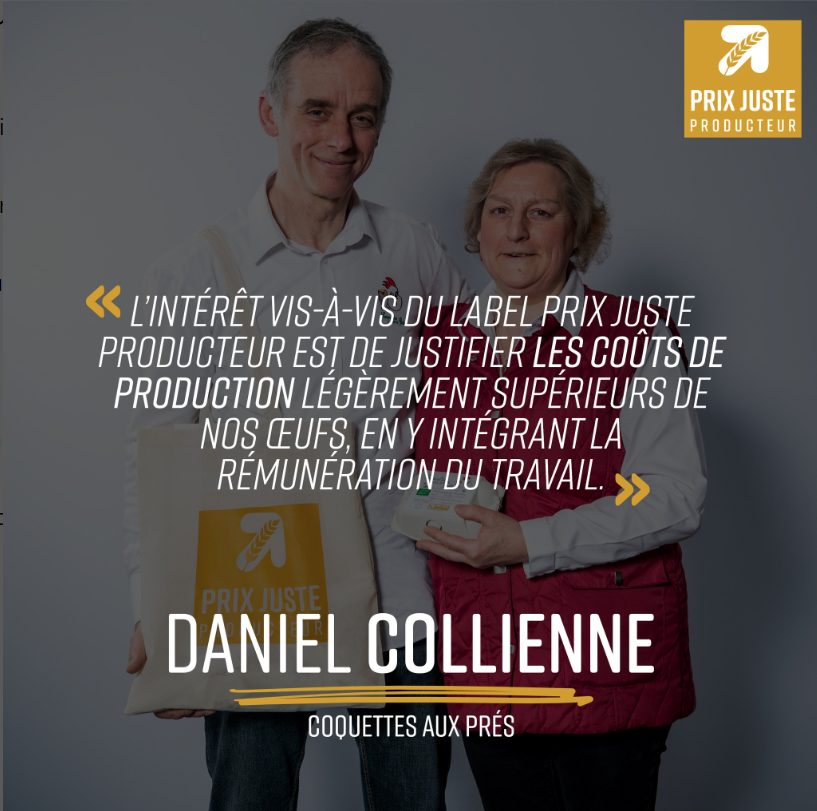 PRIX JUSTE
PRODUCTEUR
« L'INTÉRÊT VIS-À-VIS DU LABEL PRIX JUSTE
PRODUCTEUR EST DE JUSTIFIER LES COÛTS DE
PRODUCTION LÉGÈREMENT SUPÉRIEURS DE
NOS ŒUFS, EN Y INTÉGRANT LA
RÉMUNÉRATION DU TRAVAIL. »
PRIX JUSTE
PRODUCTEUR
DANIEL COLLIENNE
COQUETTES AUX PRÉS